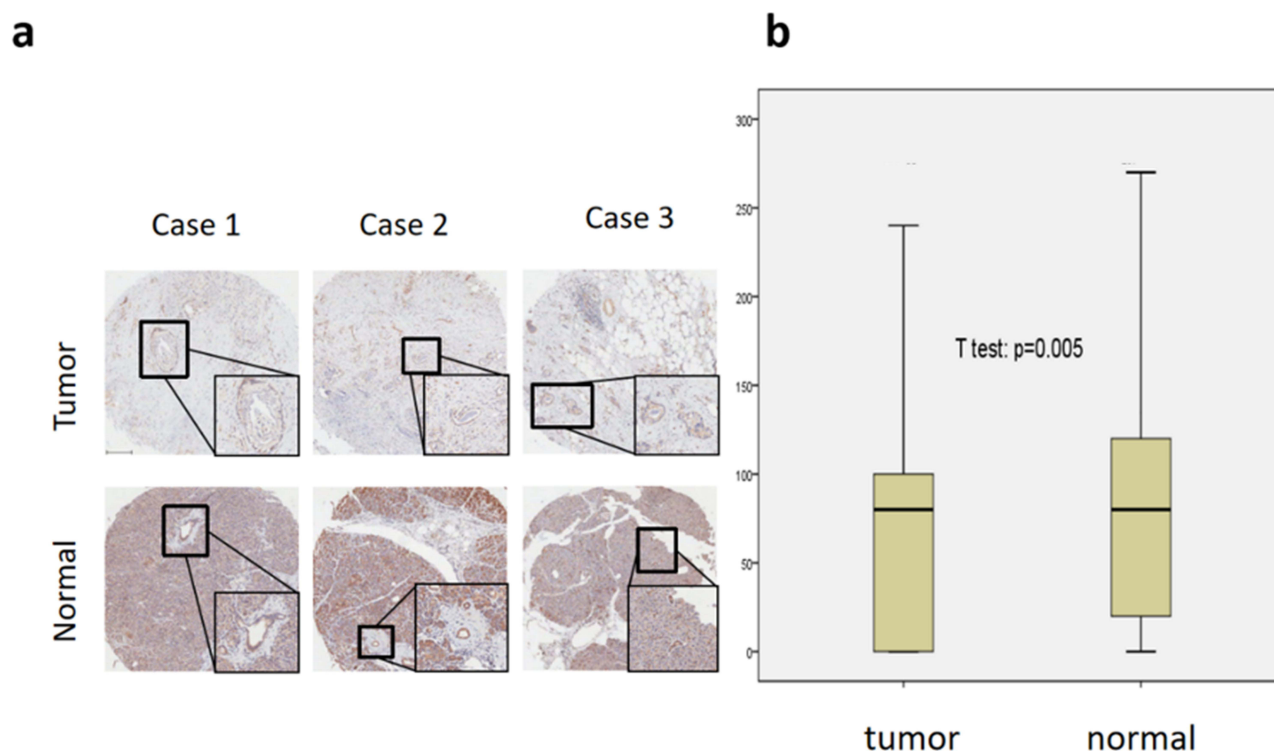 a
b
Case 1
Case 2
Case 3
Tumor
Normal
300
250
200
150
100
50
0
T test: p=0.005
tumor
normal